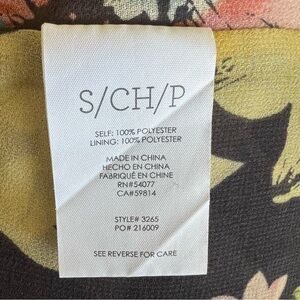 S/CH/P
SELF: 100% POLYESTER
LINING: 100% POLYESTER
MADE IN CHINA
HECHO EN CHINA
FABRIQUÉ EN CHINE
RN#54077
CA#59814
STYLE# 3265
PO# 216009
SEE REVERSE FOR CARE